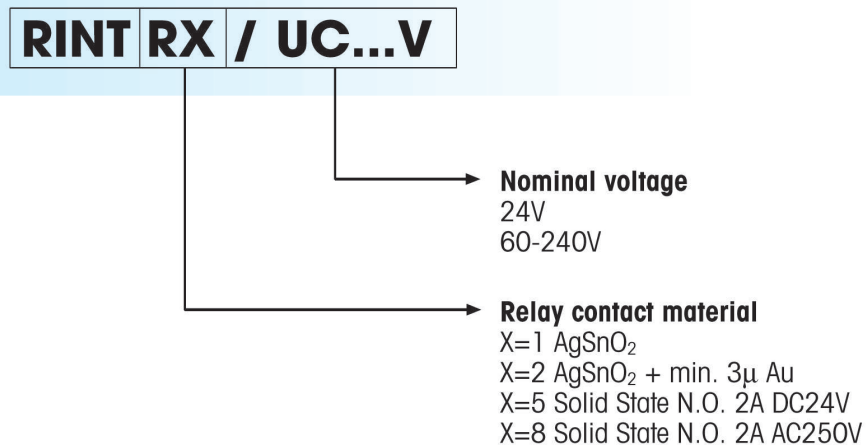 RINT RX / UC...V
Nominal voltage
24V
60-240V
Relay contact material
X=1 AgSnO₂
X=2 AgSnO₂ + min. 3µ Au
X=5 Solid State N.O. 2A DC24V
X=8 Solid State N.O. 2A AC250V